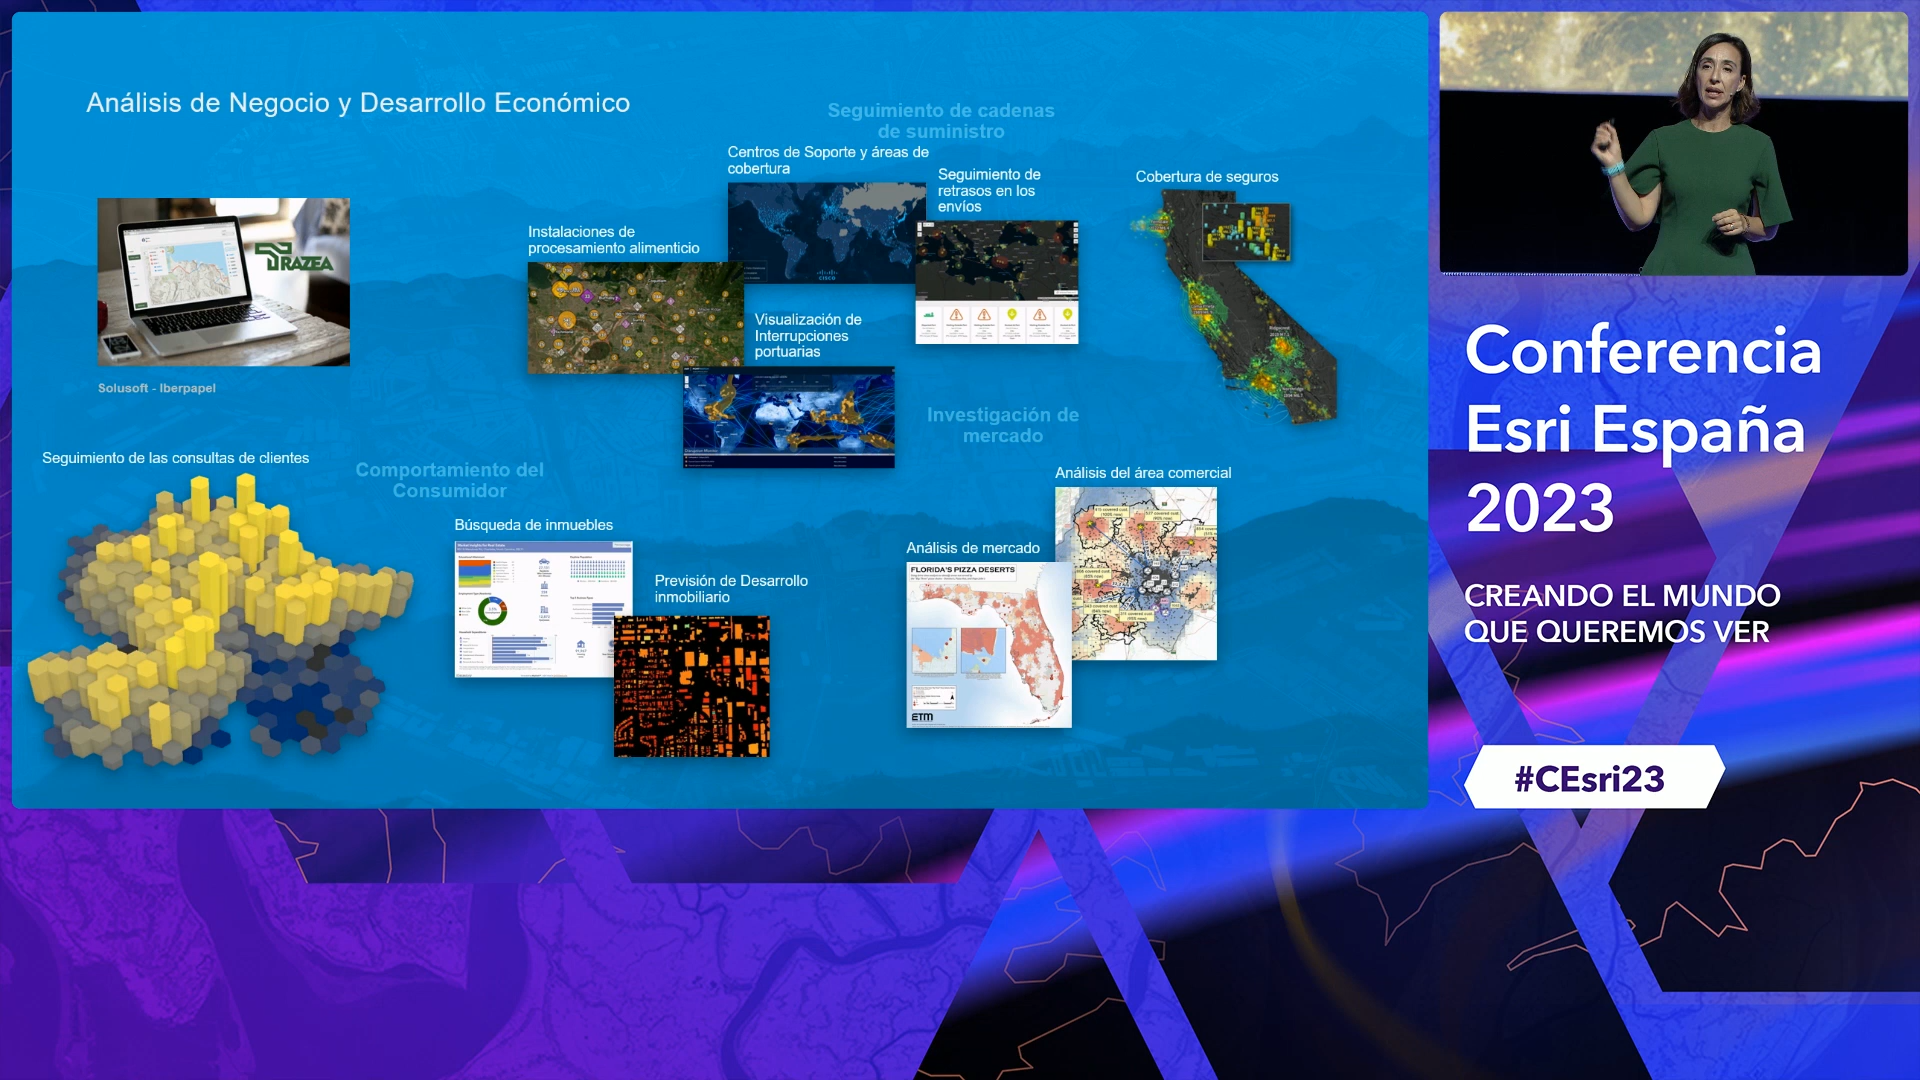 Análisis de Negocio y Desarrollo Económico
Seguimiento de cadenas
de suministro
Centros de Soporte y áreas de
cobertura
Seguimiento de
retrasos en los
envíos
Cobertura de seguros
Instalaciones de
procesamiento alimenticio
CISCO
TRAZEA
Visualización de
Interrupciones
portuarias
Solusoft - Iberpapel
Investigación de
mercado
Seguimiento de las consultas de clientes
Comportamiento del
Consumidor
Análisis del área comercial
Búsqueda de inmuebles
Análisis de mercado
FLORIDA'S PIZZA DESERTS
Previsión de Desarrollo
inmobiliario
ETM
Conferencia
Esri España
2023
CREANDO EL MUNDO
QUE QUEREMOS VER
#CEsri23